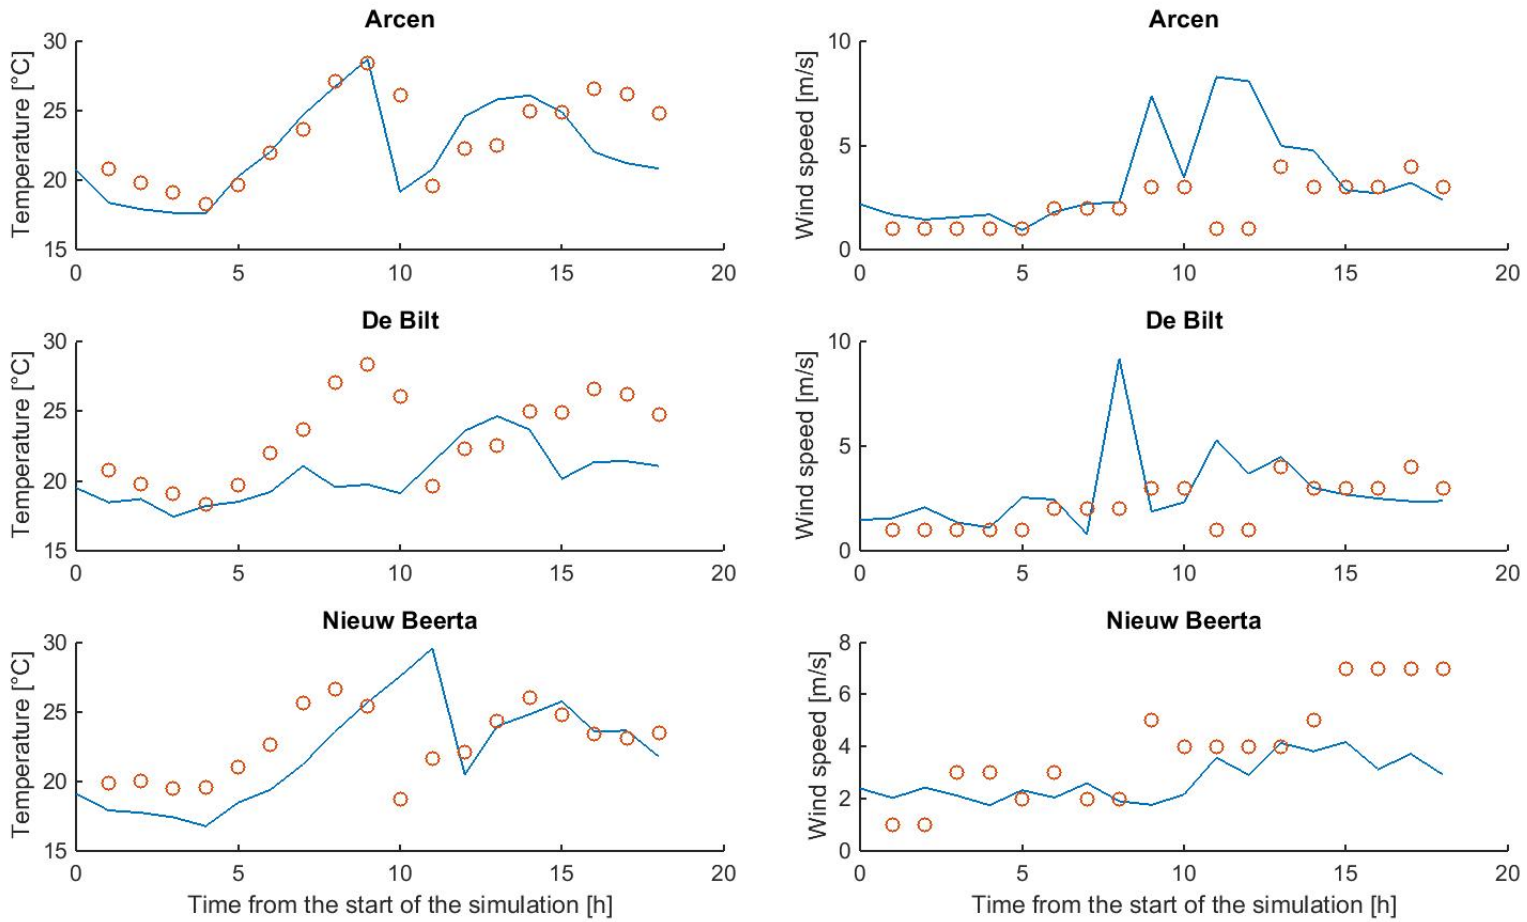 Arcen
Temperature [°C]
30
25
20
15
0 5 10 15 20
Arcen
Wind speed [m/s]
10
5
0
0 5 10 15 20
De Bilt
Temperature [°C]
30
25
20
15
0 5 10 15 20
De Bilt
Wind speed [m/s]
10
5
0
0 5 10 15 20
Nieuw Beerta
Temperature [°C]
30
25
20
15
0 5 10 15 20
Time from the start of the simulation [h]
Nieuw Beerta
Wind speed [m/s]
8
6
4
2
0
0 5 10 15 20
Time from the start of the simulation [h]